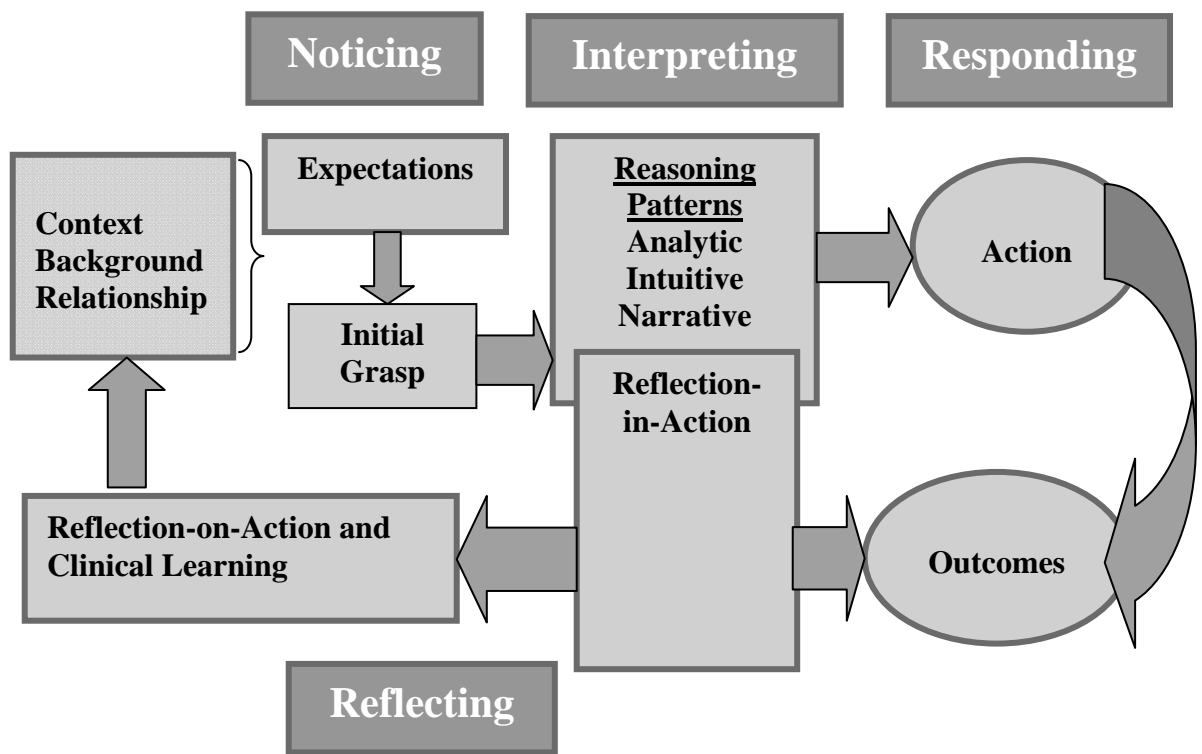 Noticing
Interpreting
Responding
Context
Background
Relationship
Expectations
Initial
Grasp
Reasoning
Patterns
Analytic
Intuitive
Narrative
Action
Reflection-
in-Action
Reflection-on-Action and
Clinical Learning
Outcomes
Reflecting